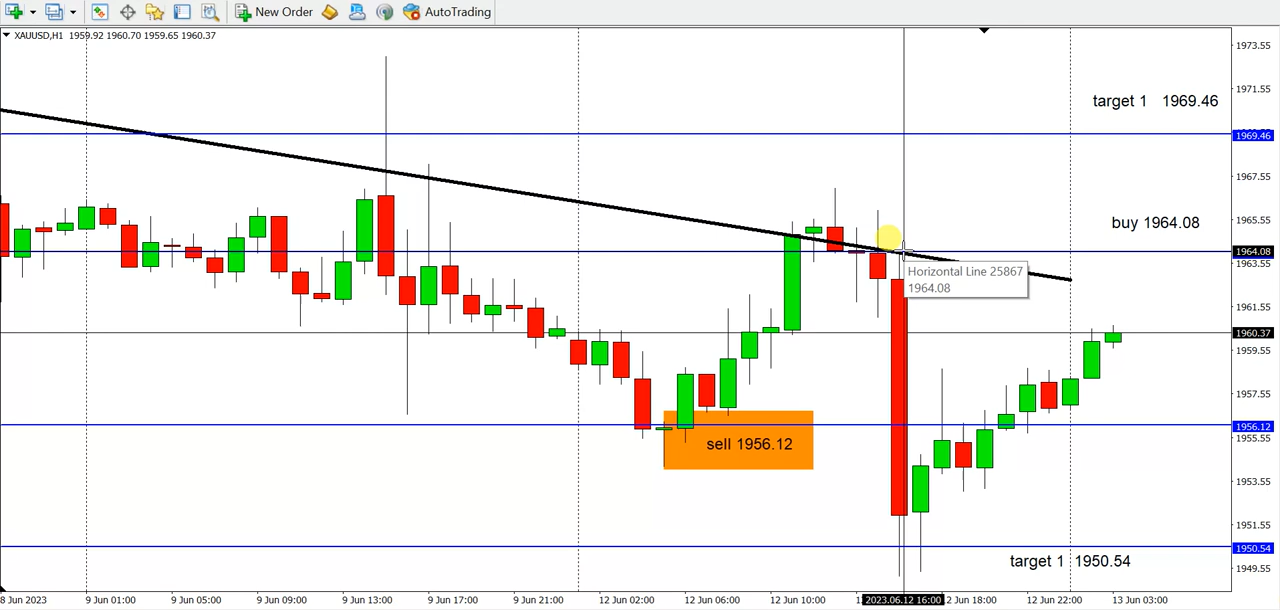 New Order AutoTrading
XAUUSD,H1 1959.92 1960.70 1959.65 1960.37
1973.55
target 1 1969.46
1971.55
1969.46
1967.55
buy 1964.08
1965.55
1964.08
1963.55
Horizontal Line 25867
1964.08
1961.55
1960.37
1959.55
1957.55
1956.12
sell 1956.12
1955.55
1953.55
1951.55
1950.54
target 1 1950.54
1949.55
8 Jun 2023 9 Jun 01:00 9 Jun 05:00 9 Jun 09:00 9 Jun 13:00 9 Jun 17:00 9 Jun 21:00 12 Jun 02:00 12 Jun 06:00 12 Jun 10:00 2023.06.12 16:00 2 Jun 18:00 12 Jun 22:00 13 Jun 03:00